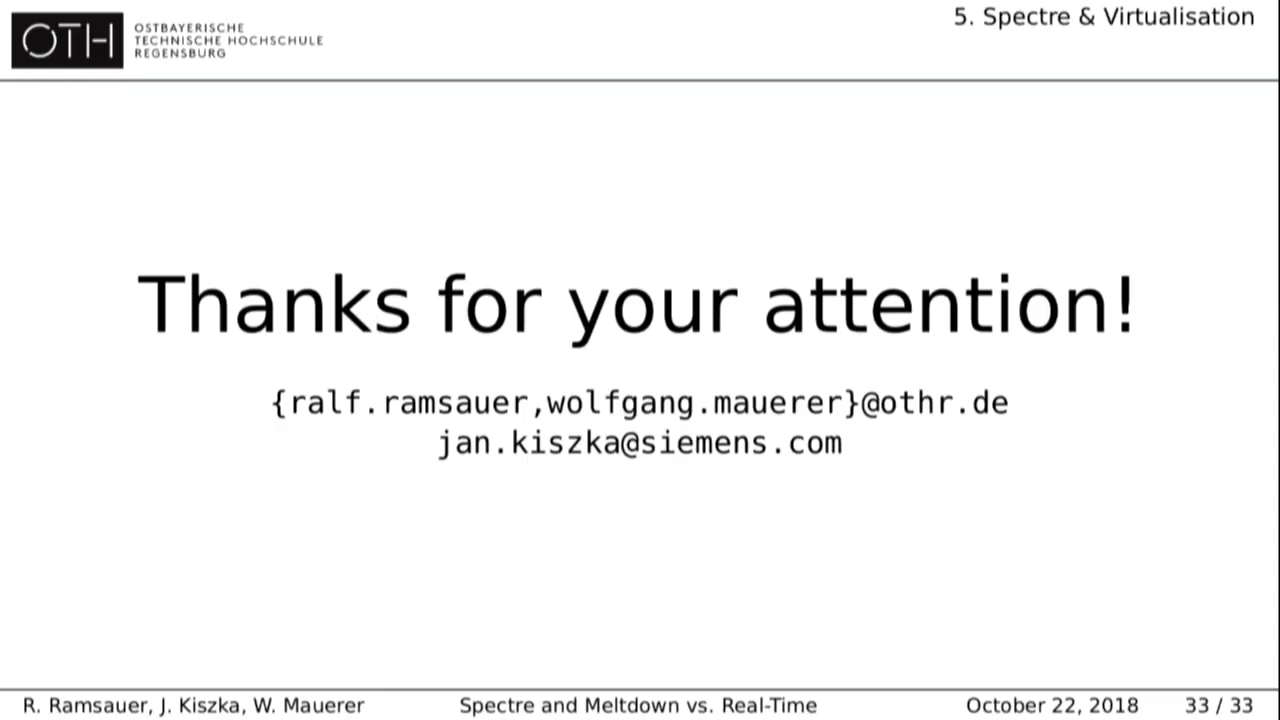 OTH
OSTBAYERISCHE
TECHNISCHE HOCHSCHULE
REGENSBURG
5. Spectre & Virtualisation
Thanks for your attention!
{ralf.ramsauer,wolfgang.mauerer}@othr.de
jan.kiszka@siemens.com
R. Ramsauer, J. Kiszka, W. Mauerer
Spectre and Meltdown vs. Real-Time
October 22, 2018
33 / 33